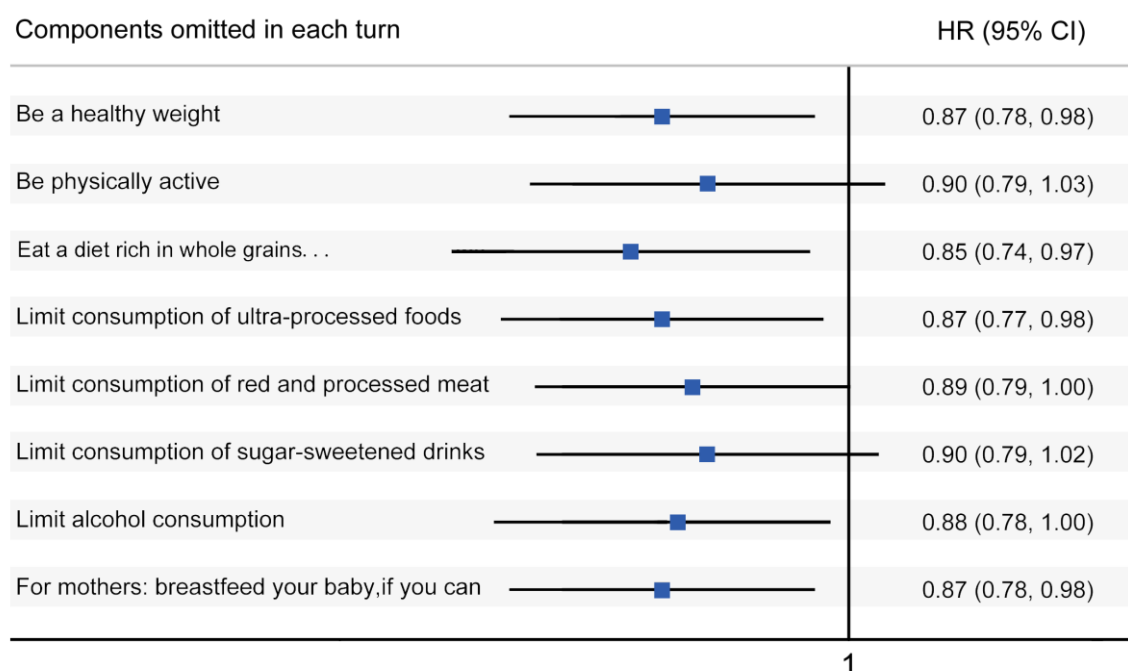 Components omitted in each turn HR (95% CI)
Be a healthy weight 0.87 (0.78, 0.98)
Be physically active 0.90 (0.79, 1.03)
Eat a diet rich in whole grains. . . 0.85 (0.74, 0.97)
Limit consumption of ultra-processed foods 0.87 (0.77, 0.98)
Limit consumption of red and processed meat 0.89 (0.79, 1.00)
Limit consumption of sugar-sweetened drinks 0.90 (0.79, 1.02)
Limit alcohol consumption 0.88 (0.78, 1.00)
For mothers: breastfeed your baby,if you can 0.87 (0.78, 0.98)
1